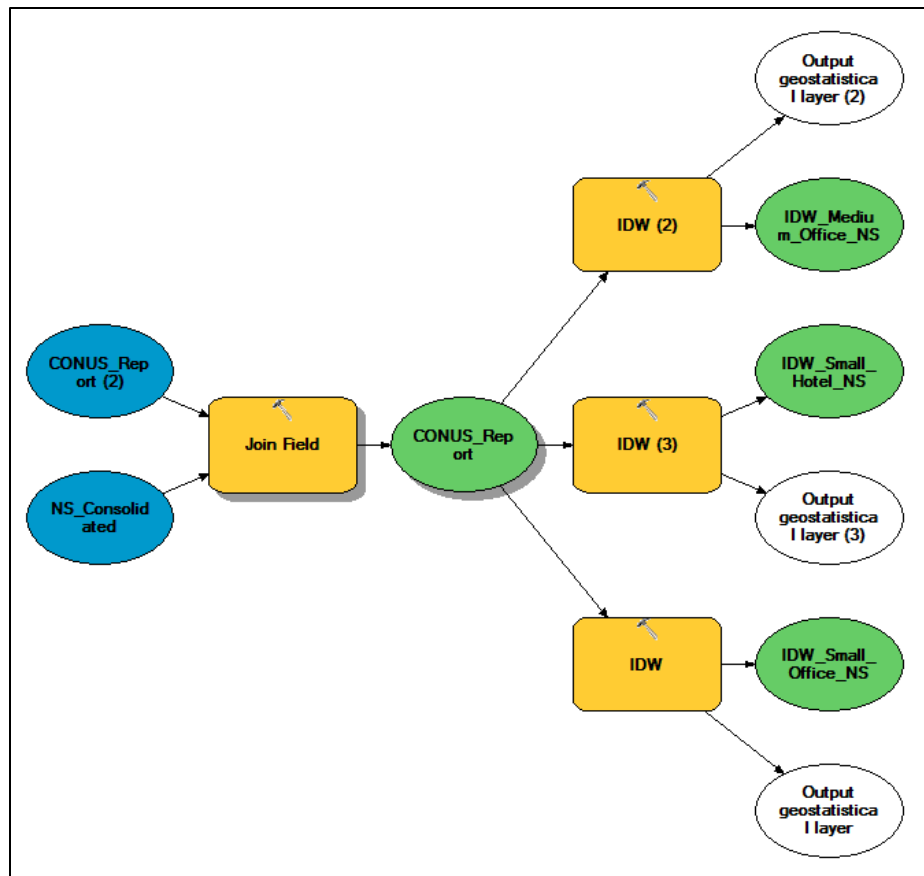 Output
geostatistica
l layer (2)
IDW (2)
IDW_Mediu
m_Office_NS
CONUS_Rep
ort (2)
IDW_Small_
Hotel_NS
Join Field
CONUS_Rep
ort
IDW (3)
NS_Consolid
ated
Output
geostatistica
l layer (3)
IDW
IDW_Small_
Office_NS
Output
geostatistica
l layer